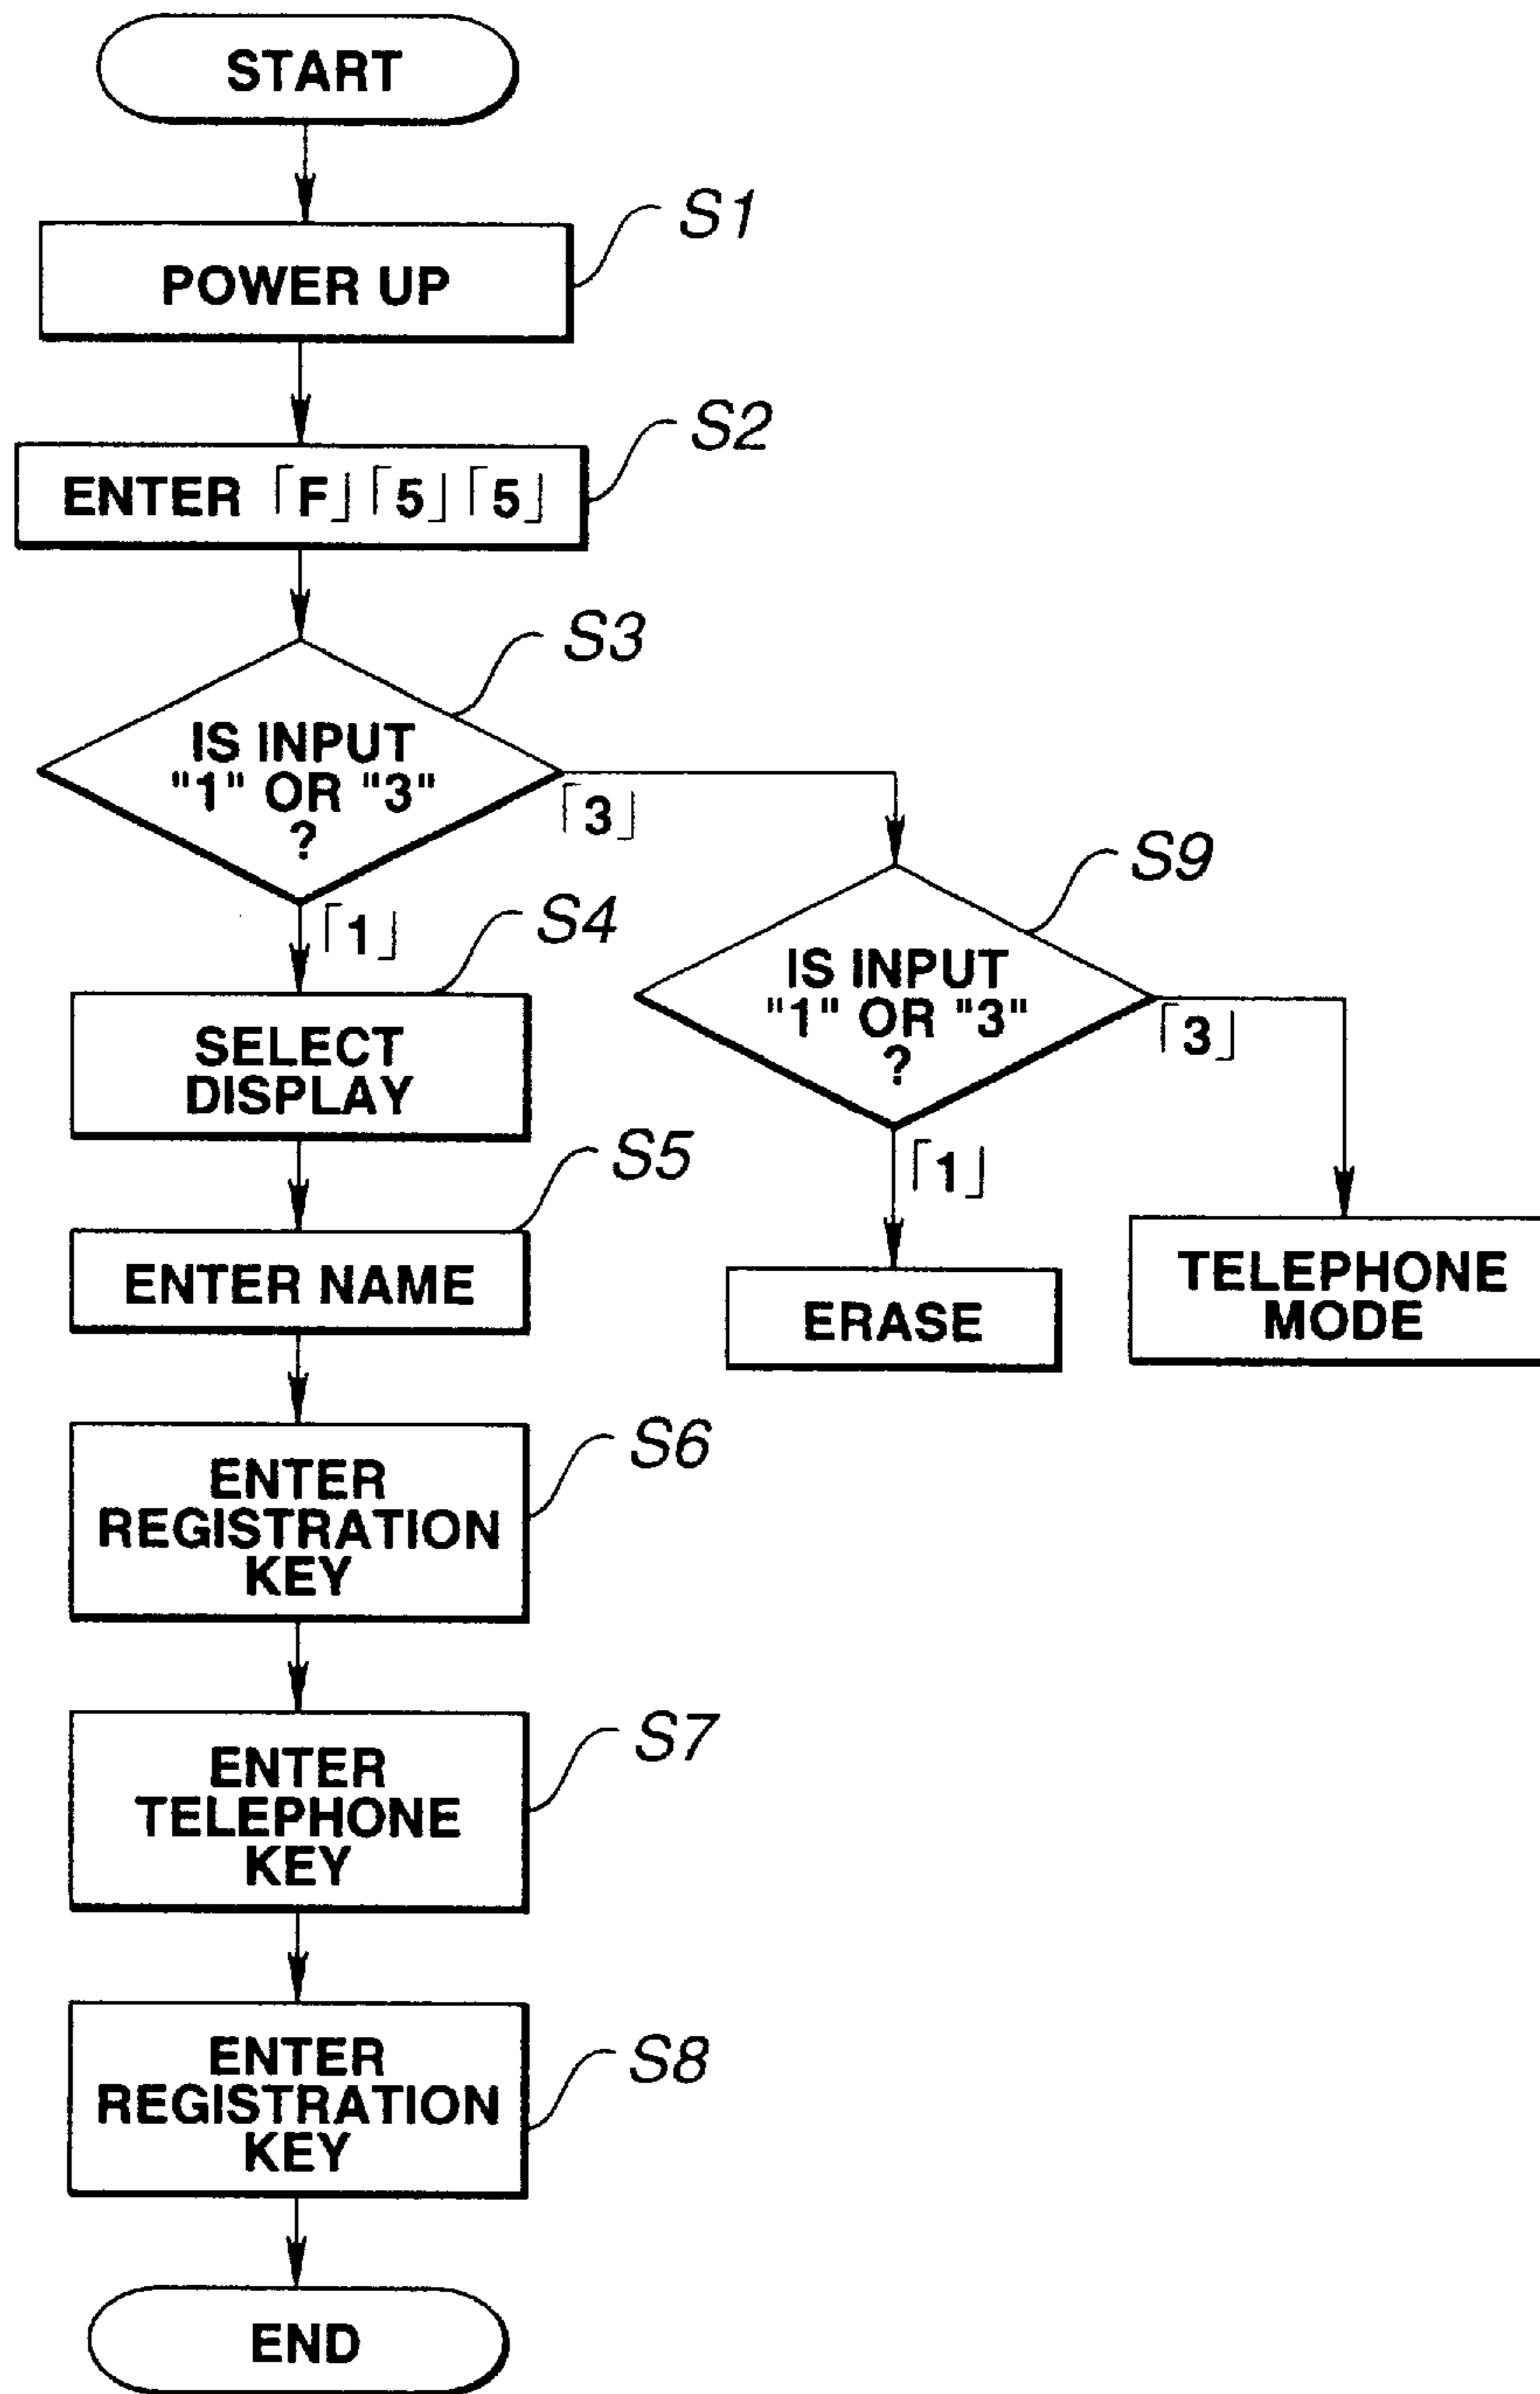 START
S1
POWER UP
S2
ENTER「F」「5」「5」
S3
IS INPUT
"1" OR "3"
?
「3」
「1」
S4
SELECT
DISPLAY
S5
ENTER NAME
S6
ENTER
REGISTRATION
KEY
S7
ENTER
TELEPHONE
KEY
S8
ENTER
REGISTRATION
KEY
END
S9
IS INPUT
"1" OR "3"
?
「3」
「1」
ERASE
TELEPHONE
MODE